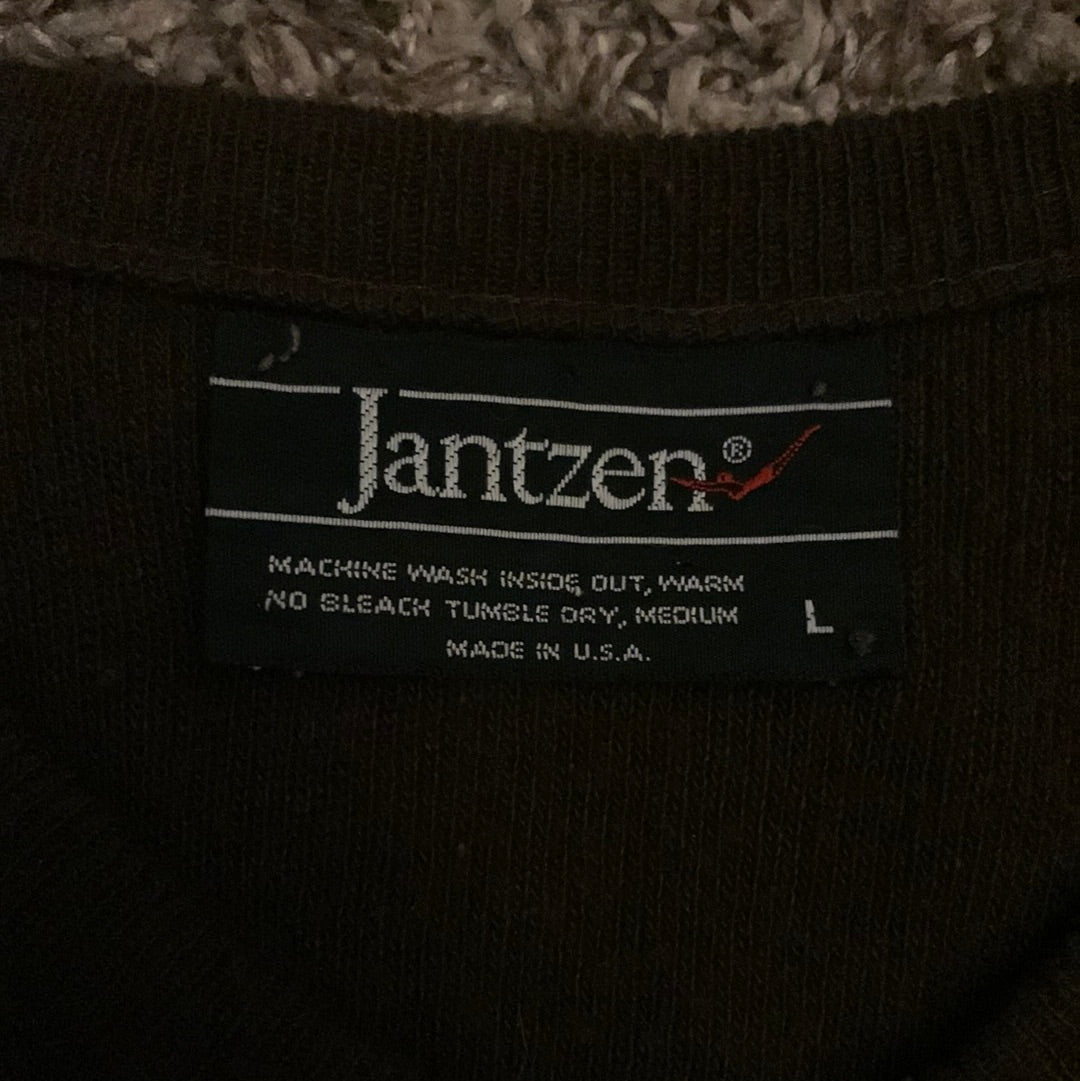 Jantzen®
MACHINE WASH INSIDE OUT, WARM
NO BLEACH TUMBLE DRY, MEDIUM
L
MADE IN U.S.A.